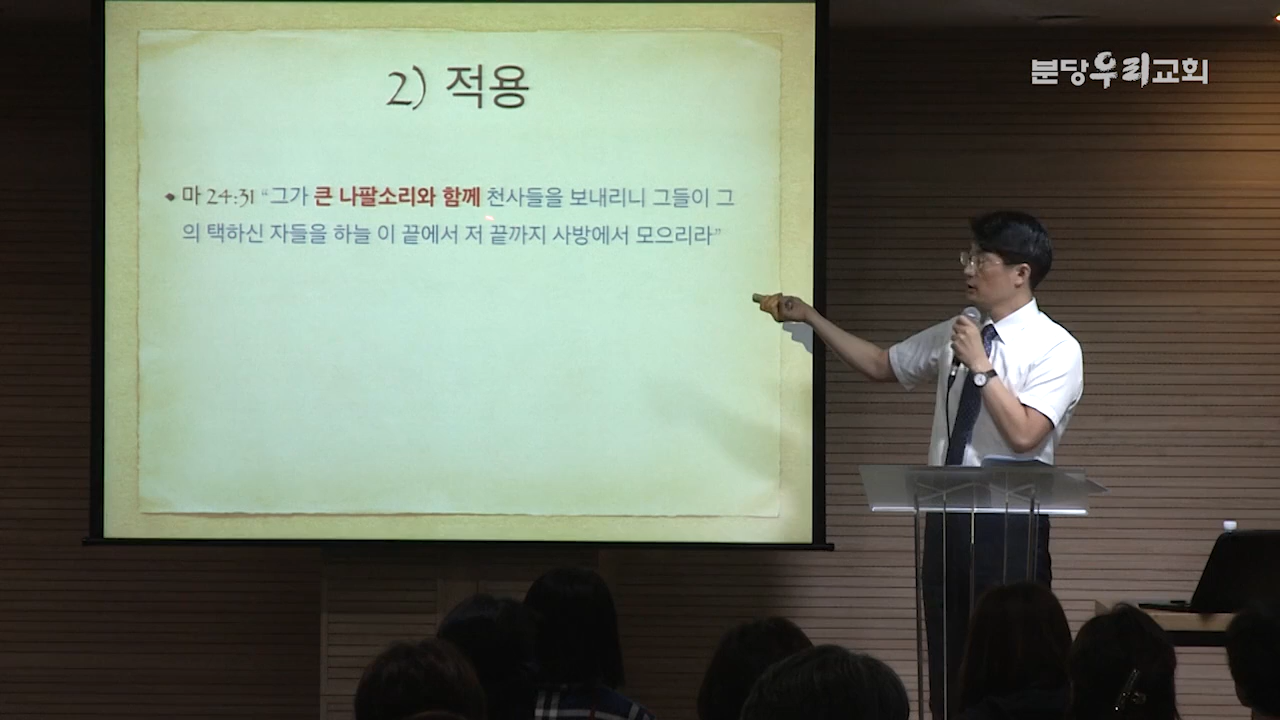 분당우리교회
2) 적용
마 24:31 “그가 큰 나팔소리와 함께 천사들을 보내리니 그들이 그
의 택하신 자들을 하늘 이 끝에서 저 끝까지 사방에서 모으리라”